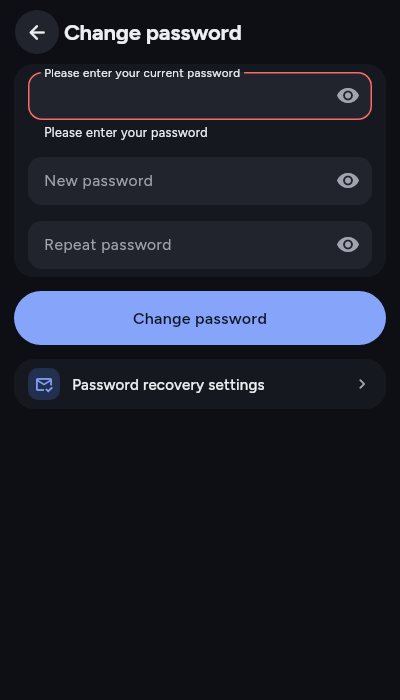 Change password
Please enter your current password
Please enter your password
New password
Repeat password
Change password
Password recovery settings